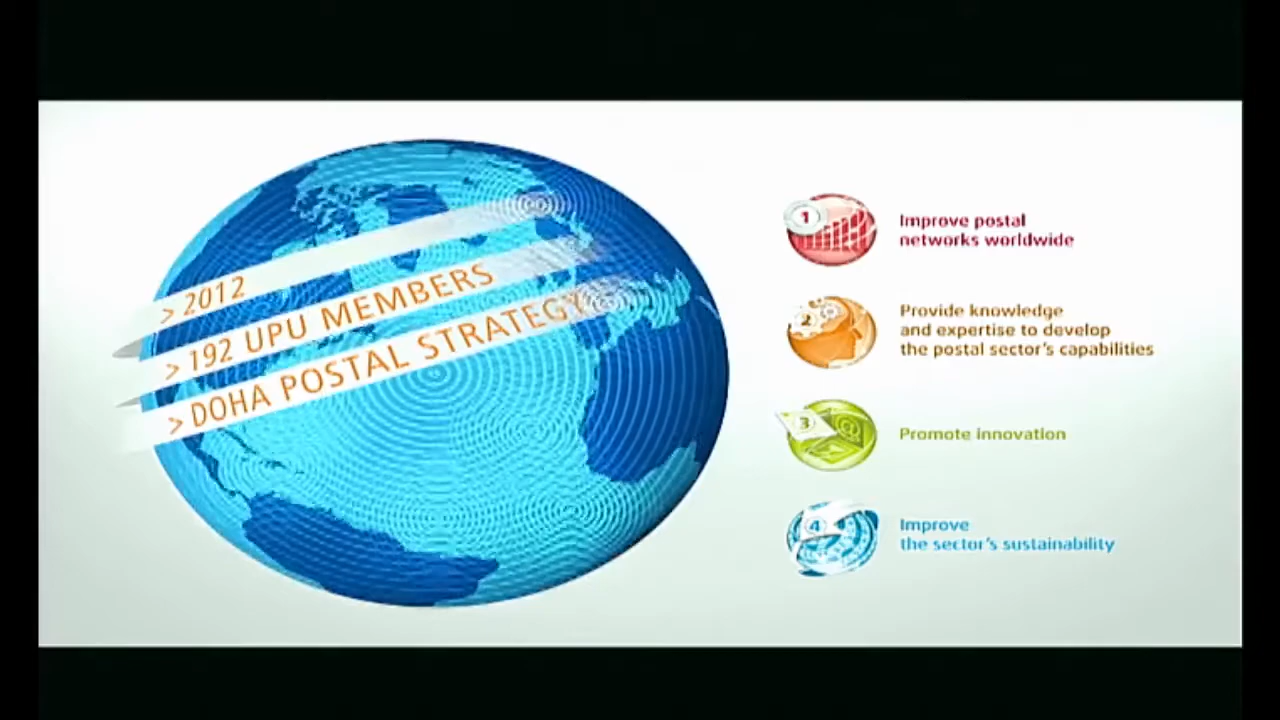 > 2012
> 192 UPU MEMBERS
> DOHA POSTAL STRATEGY
1
Improve postal
networks worldwide
2
Provide knowledge
and expertise to develop
the postal sector's capabilities
3
@
Promote innovation
4
Improve
the sector's sustainability